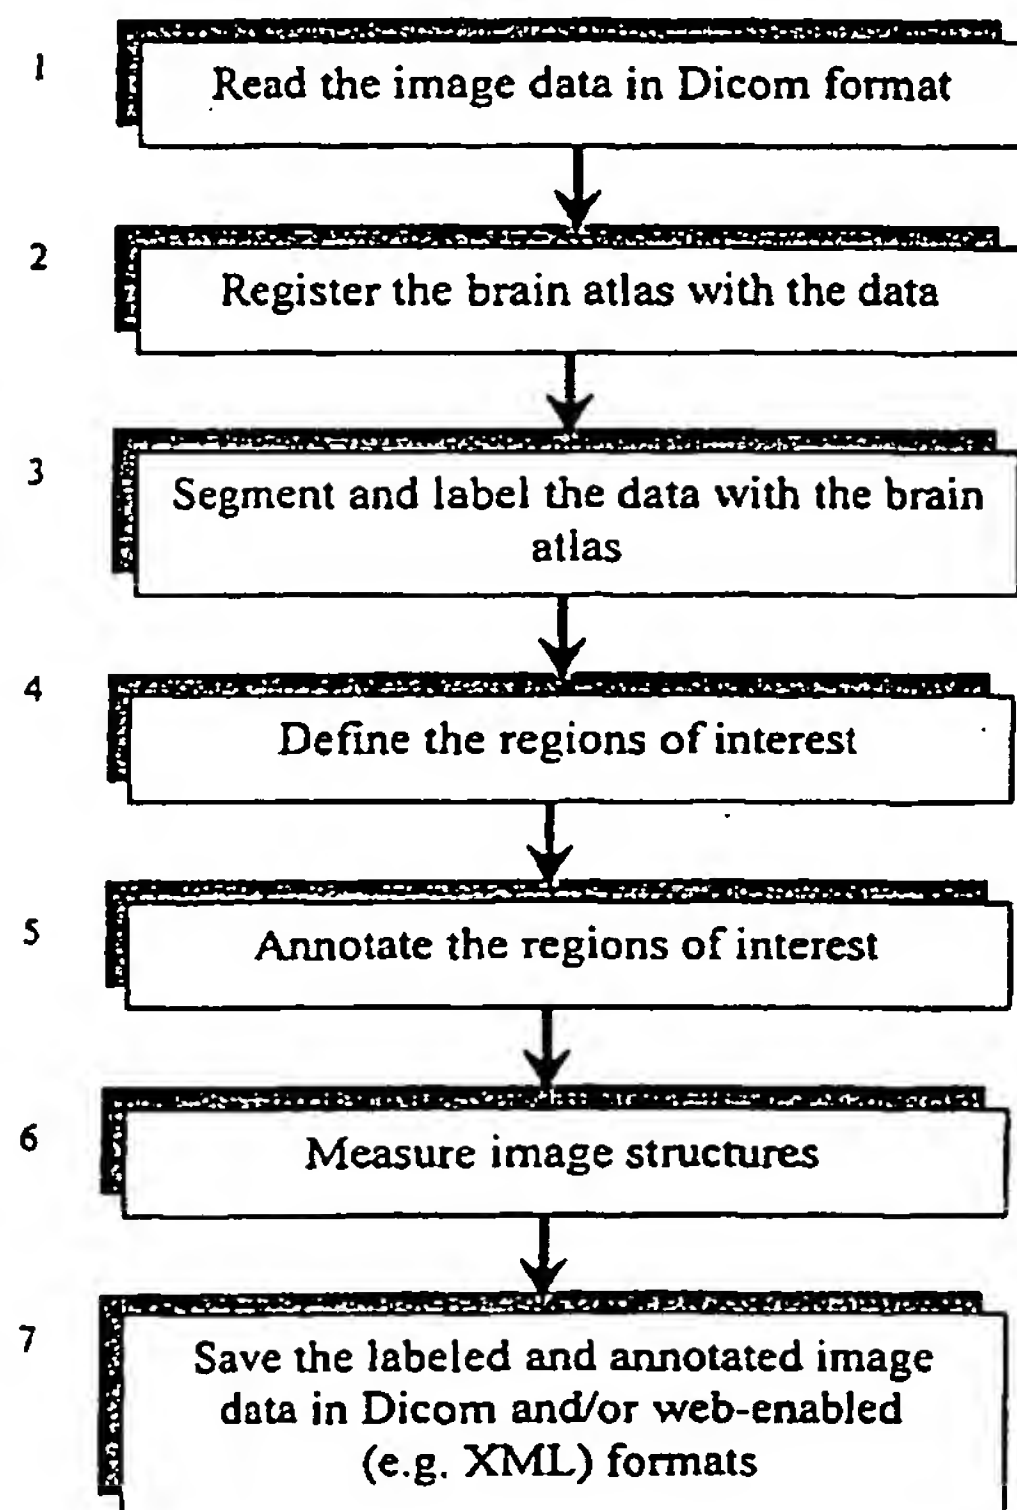 1
Read the image data in Dicom format
2
Register the brain atlas with the data
3
Segment and label the data with the brain
atlas
4
Define the regions of interest
5
Annotate the regions of interest
6
Measure image structures
7
Save the labeled and annotated image
data in Dicom and/or web-enabled
(e.g. XML) formats